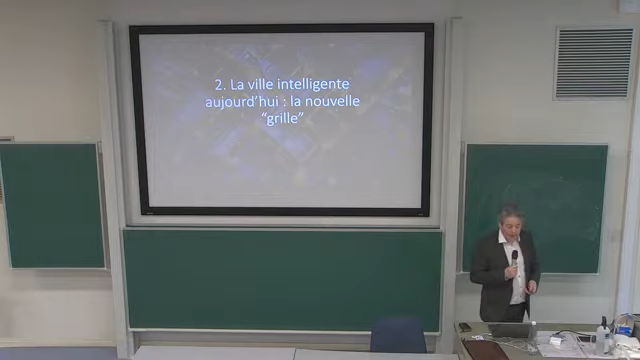 2. La ville intelligente
aujourd'hui : la nouvelle
“grille”